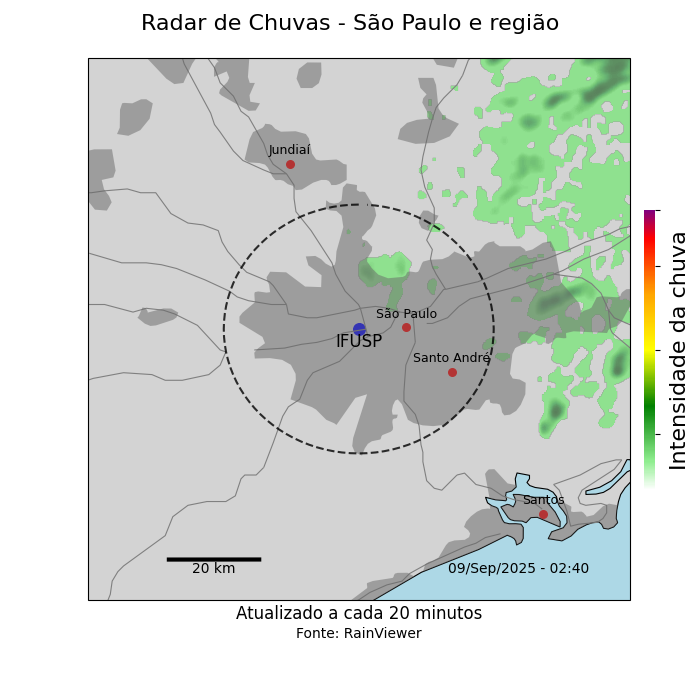 Radar de Chuvas - São Paulo e região
Jundiaí
São Paulo
IFUSP
Santo André
Santos
20 km
09/Sep/2025 - 02:40
Intensidade da chuva
Atualizado a cada 20 minutos
Fonte: RainViewer